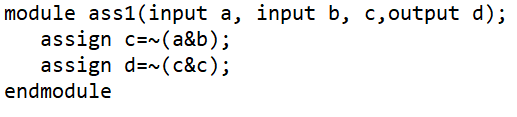 module ass1(input a, input b, c,output d);
assign c=~(a&b);
assign d=~(c&c);
endmodule